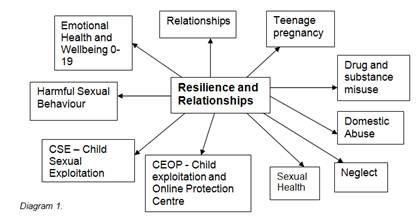 Emotional
Health and
Wellbeing 0-
19
Relationships
Teenage
pregnancy
Drug and
substance
misuse
Harmful Sexual
Behaviour
Resilience and
Relationships
Domestic
Abuse
CSE – Child
Sexual
Exploitation
CEOP - Child
exploitation and
Online Protection
Centre
Sexual
Health
Neglect
Diagram 1.